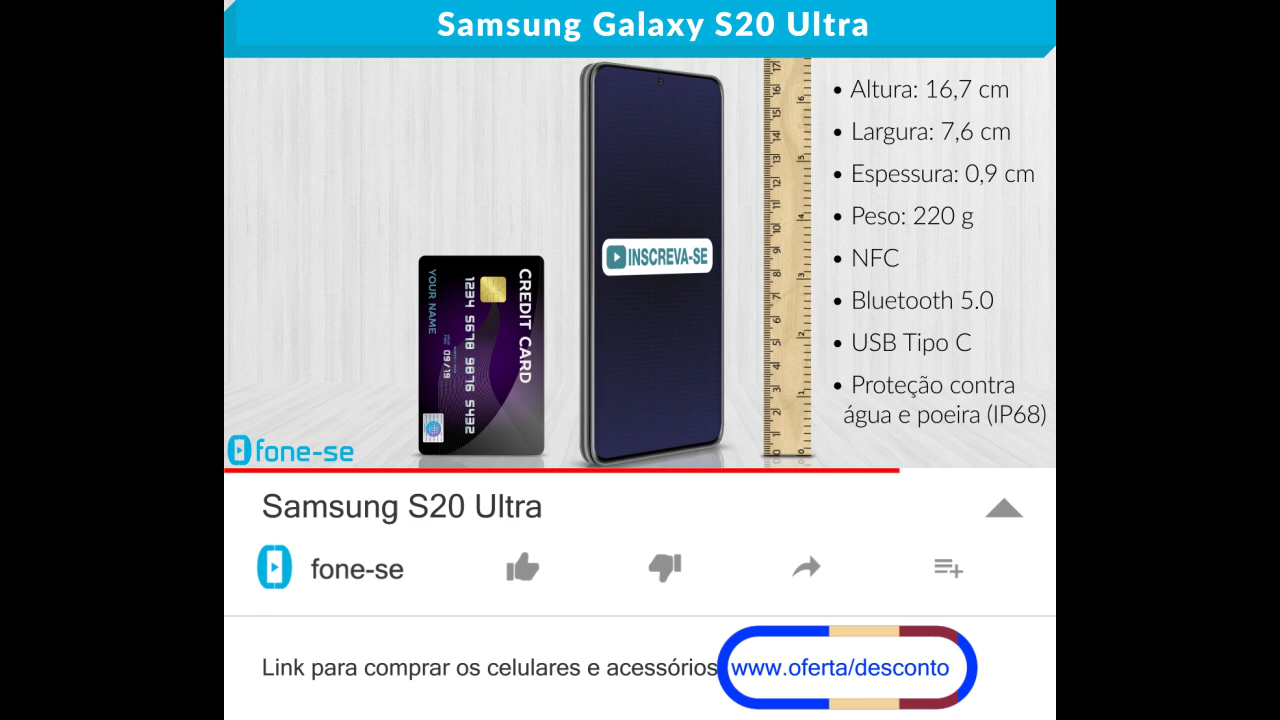 Samsung Galaxy S20 Ultra
• Altura: 16,7 cm
• Largura: 7,6 cm
• Espessura: 0,9 cm
• Peso: 220 g
• NFC
• Bluetooth 5.0
• USB Tipo C
• Proteção contra
água e poeira (IP68)
INSCREVA-SE
CREDIT CARD
1234 5678 9876 5432
09/19
YOUR NAME
fone-se
Samsung S20 Ultra
fone-se
Link para comprar os celulares e acessórios www.oferta/desconto